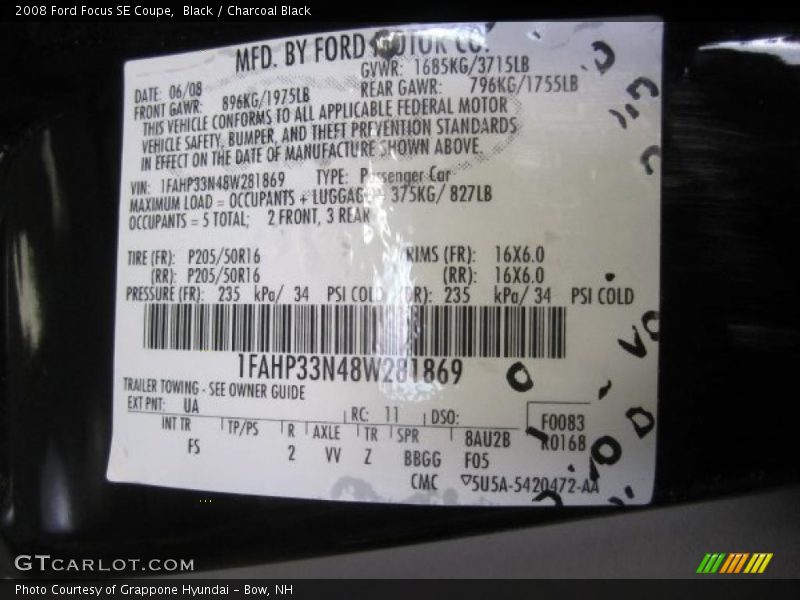 2008 Ford Focus SE Coupe,  Black / Charcoal Black
MFD. BY FORD MOTOR CO.
DATE: 06/08 GVWR: 1685KG/3715LB
FRONT GAWR: 896KG/1975LB REAR GAWR: 796KG/1755LB
THIS VEHICLE CONFORMS TO ALL APPLICABLE FEDERAL MOTOR
VEHICLE SAFETY, BUMPER, AND THEFT PREVENTION STANDARDS
IN EFFECT ON THE DATE OF MANUFACTURE SHOWN ABOVE.
VIN: 1FAHP33N48W281869 TYPE: Passenger Car
MAXIMUM LOAD = OCCUPANTS + LUGGAGE = 375KG/ 827LB
OCCUPANTS = 5 TOTAL; 2 FRONT, 3 REAR
TIRE (FR): P205/50R16 RIMS (FR): 16X6.0
(RR): P205/50R16 (RR): 16X6.0
PRESSURE (FR): 235 kPa/ 34 PSI COLD (RR): 235 kPa/ 34 PSI COLD
1FAHP33N48W281869
TRAILER TOWING - SEE OWNER GUIDE
EXT PNT: UA RC: 11 DSO: F0083
INT TR TP/PS R AXLE TR SPR 8AU2B R0168
FS 2 VV Z BBGG F05
CMC 5U5A-5420472-AA
VOID
VOID
GTCARLOT.COM
Photo Courtesy of Grappone Hyundai – Bow, NH